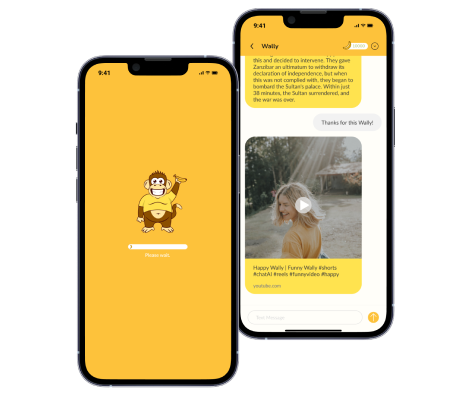 9:41
Please wait..
9:41
Wally
this and decided to intervene. They gave
Zanzibar an ultimatum to withdraw its
declaration of independence, but when
this was not complied with, they began to
bombard the Sultan's palace. Within just
38 minutes, the Sultan surrendered, and
the war was over.
Thanks for this Wally!
Happy Wally | Funny Wally #shorts
#chatAI #reels #funnyvideo #happy
youtube.com
Text Message